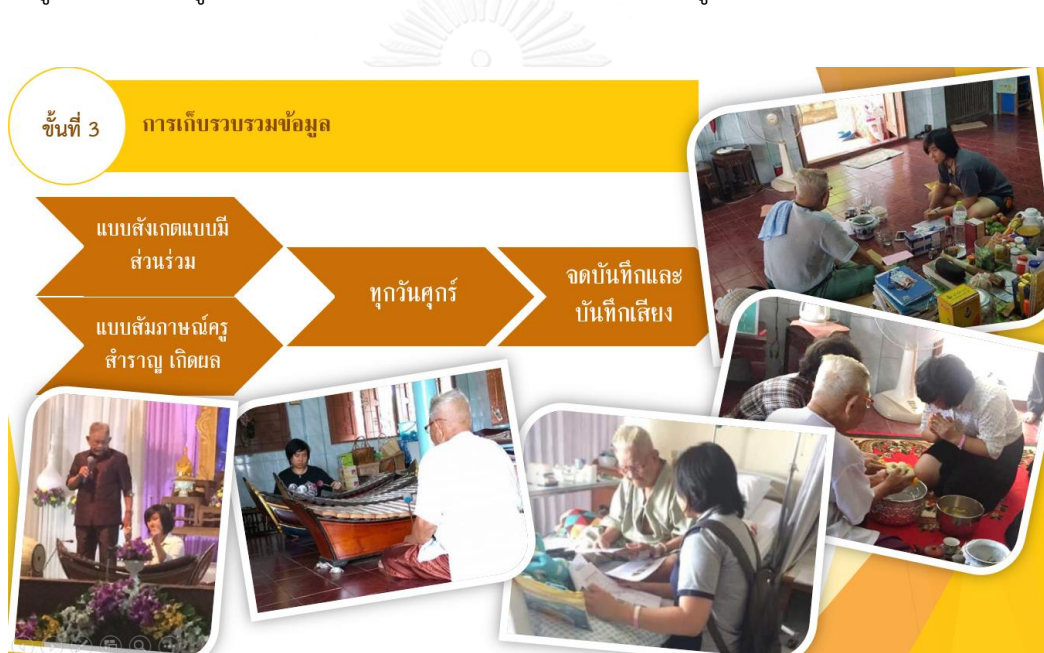 ขั้นที่ 3
การเก็บรวบรวมข้อมูล
แบบสังเกตแบบมี
ส่วนร่วม
แบบสัมภาษณ์ครู
สำราญ เกิดผล
ทุกวันศุกร์
จดบันทึกและ
บันทึกเสียง